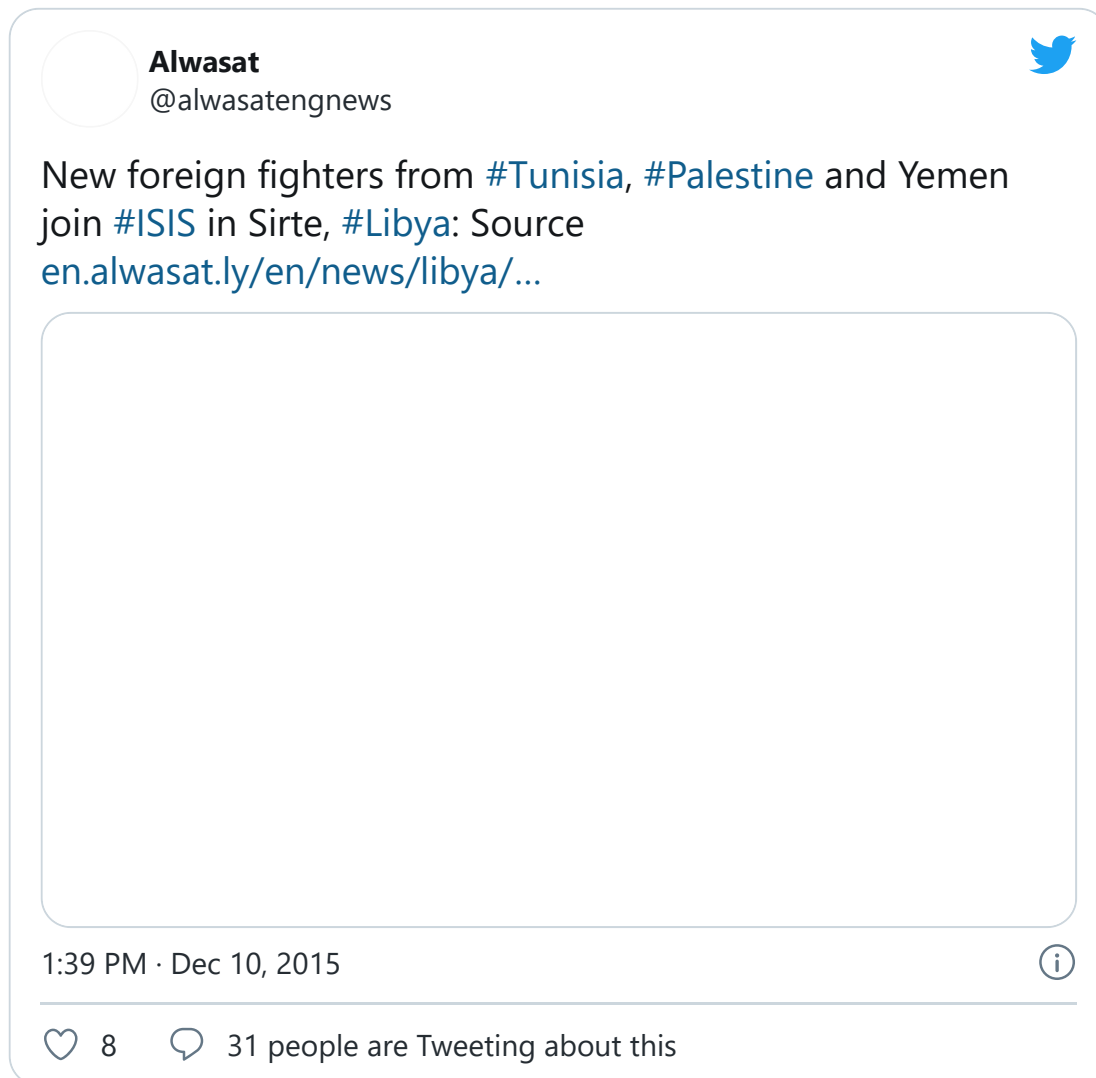 Alwasat
@alwasatengnews
New foreign fighters from #Tunisia, #Palestine and Yemen
join #ISIS in Sirte, #Libya: Source
en.alwasat.ly/en/news/libya/...
1:39 PM · Dec 10, 2015
8 31 people are Tweeting about this